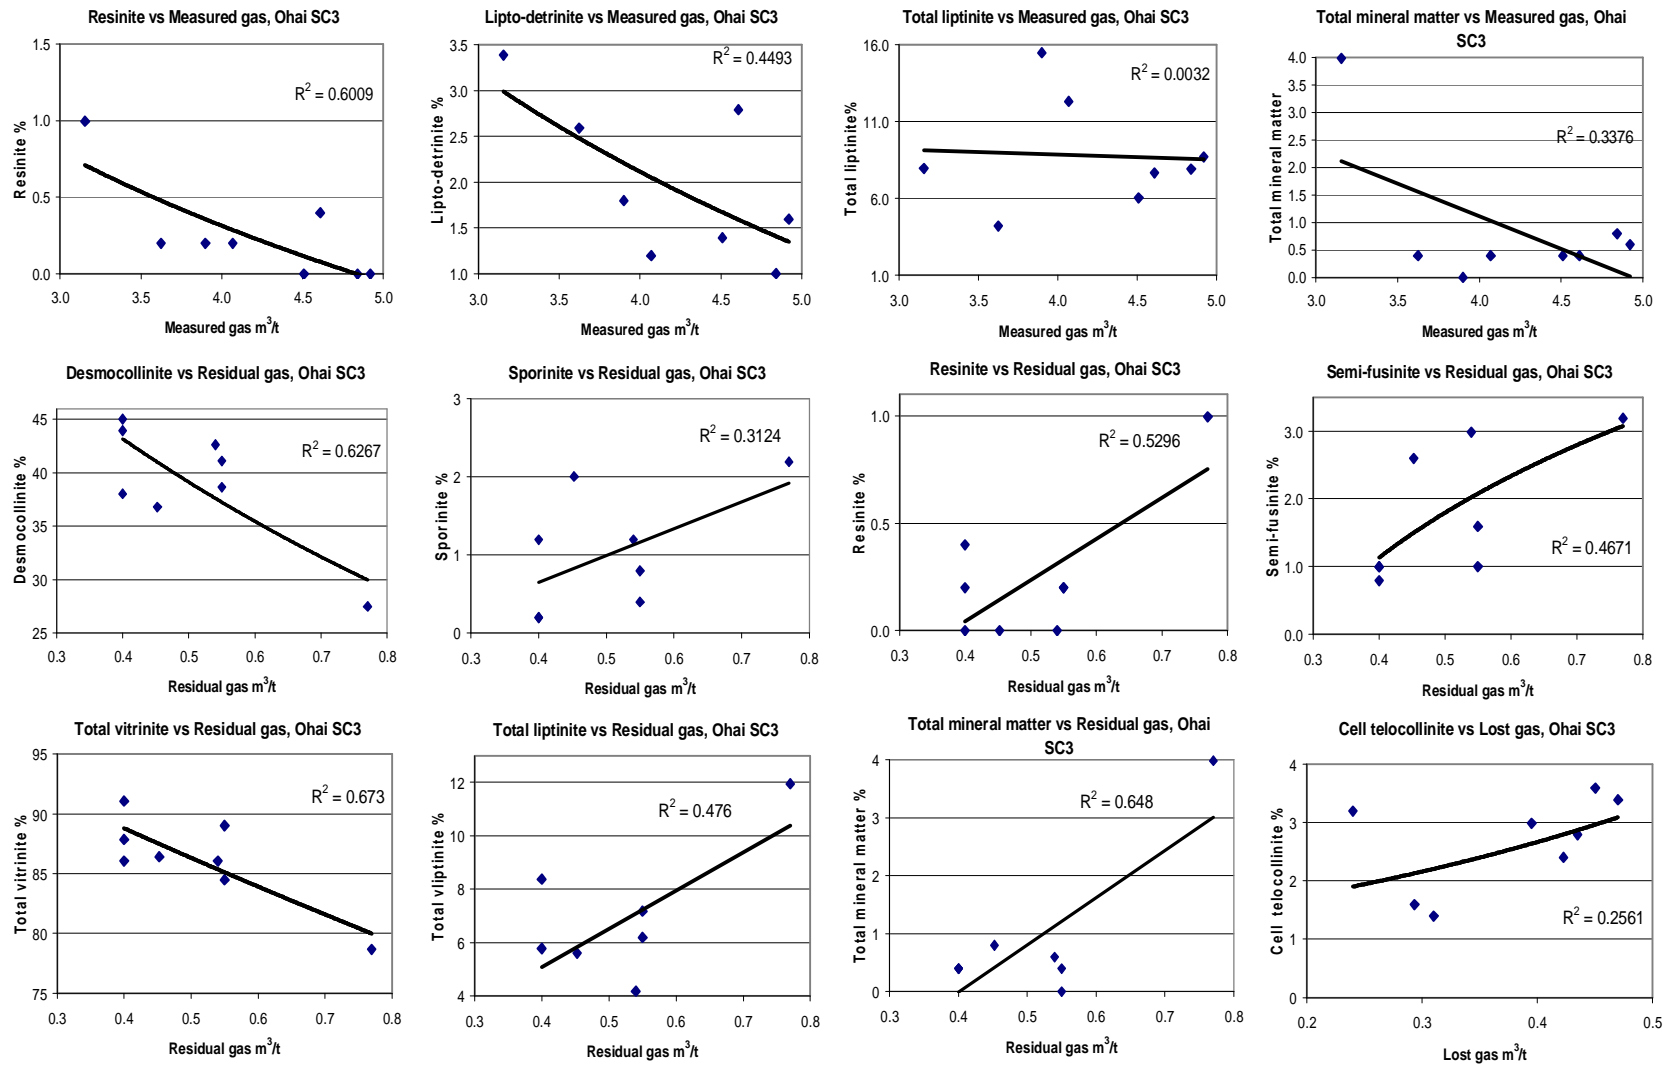 Resinite vs Measured gas, Ohai SC3
1.5
1.0
0.5
0.0
Resinite %
R² = 0.6009
3.0 3.5 4.0 4.5 5.0
Measured gas m³/t
Lipto-detrinite vs Measured gas, Ohai SC3
3.5
3.0
2.5
2.0
1.5
1.0
Lipto-detrinite %
R² = 0.4493
3.0 3.5 4.0 4.5 5.0
Measured gas m³/t
Total liptinite vs Measured gas, Ohai SC3
16.0
11.0
6.0
1.0
Total liptinite%
R² = 0.0032
3.0 3.5 4.0 4.5 5.0
Measured gas m³/t
Total mineral matter vs Measured gas, Ohai
SC3
4.0
3.5
3.0
2.5
2.0
1.5
1.0
0.5
0.0
Total mineral matter
R² = 0.3376
3.0 3.5 4.0 4.5 5.0
Measured gas m³/t
Desmocollinite vs Residual gas, Ohai SC3
45
40
35
30
25
Desmocollinite %
R² = 0.6267
0.3 0.4 0.5 0.6 0.7 0.8
Residual gas m³/t
Sporinite vs Residual gas, Ohai SC3
3
2
1
0
Sporinite %
R² = 0.3124
0.3 0.4 0.5 0.6 0.7 0.8
Residual gas m³/t
Resinite vs Residual gas, Ohai SC3
1.0
0.5
0.0
Resinite %
R² = 0.5296
0.3 0.4 0.5 0.6 0.7 0.8
Residual gas m³/t
Semi-fusinite vs Residual gas, Ohai SC3
3.0
2.0
1.0
0.0
Semi-fusinite %
R² = 0.4671
0.3 0.4 0.5 0.6 0.7 0.8
Residual gas m³/t
Total vitrinite vs Residual gas, Ohai SC3
95
90
85
80
75
Total vitrinite %
R² = 0.673
0.3 0.4 0.5 0.6 0.7 0.8
Residual gas m³/t
Total liptinite vs Residual gas, Ohai SC3
12
10
8
6
4
Total vliptinite %
R² = 0.476
0.3 0.4 0.5 0.6 0.7 0.8
Residual gas m³/t
Total mineral matter vs Residual gas, Ohai
SC3
4
3
2
1
0
Total mineral matter %
R² = 0.648
0.3 0.4 0.5 0.6 0.7 0.8
Residual gas m³/t
Cell telocollinite vs Lost gas, Ohai SC3
4
3
2
1
0
Cell telocollinite %
R² = 0.2561
0.2 0.3 0.4 0.5
Lost gas m³/t